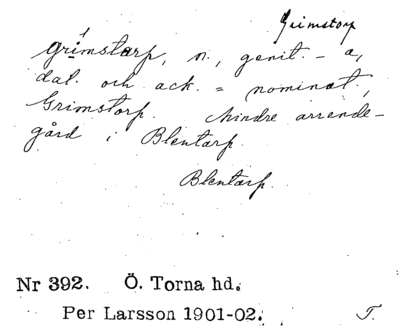 Grimstorp
grimstårp, n, genit. - a,
dat. och ack. = nominat,
Grimstorp. Mindre arrende-
gård i Blentarp.
Blentarp.
Nr 392. Ö. Torna hd.
Per Larsson 1901-02. T.